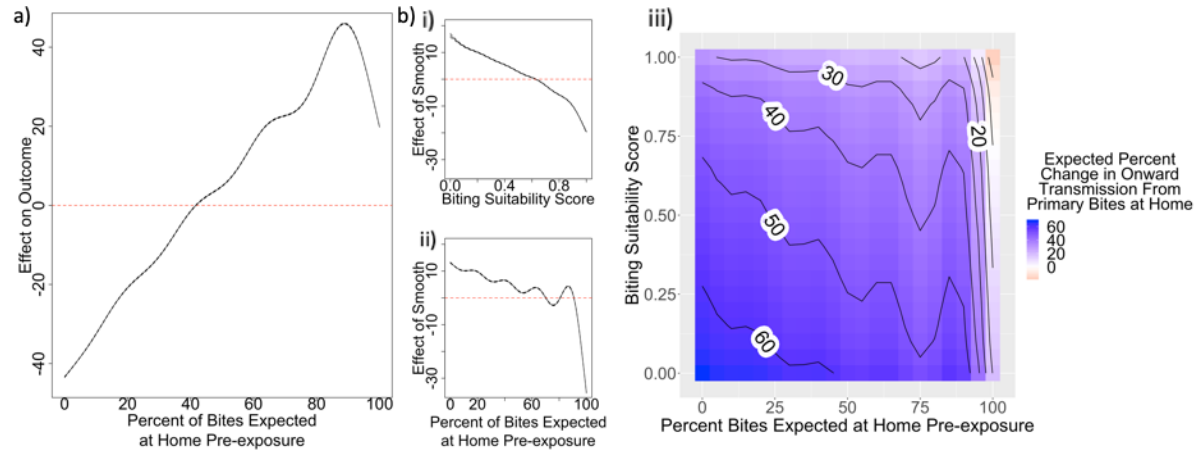 a)
Effect on Outcome
40
20
0
-20
-40
0 20 40 60 80 100
Percent of Bites Expected
at Home Pre-exposure
b) i)
Effect of Smooth
10
-10
-30
0.0 0.4 0.8
Biting Suitability Score
ii)
Effect of Smooth
10
-10
-30
0 20 40 60 80 100
Percent of Bites Expected
at Home Pre-exposure
iii)
Biting Suitability Score
1.00
0.75
0.50
0.25
0.00
30
40
20
50
60
0 25 50 75 100
Percent Bites Expected at Home Pre-exposure
Expected Percent
Change in Onward
Transmission From
Primary Bites at Home
60
40
20
0